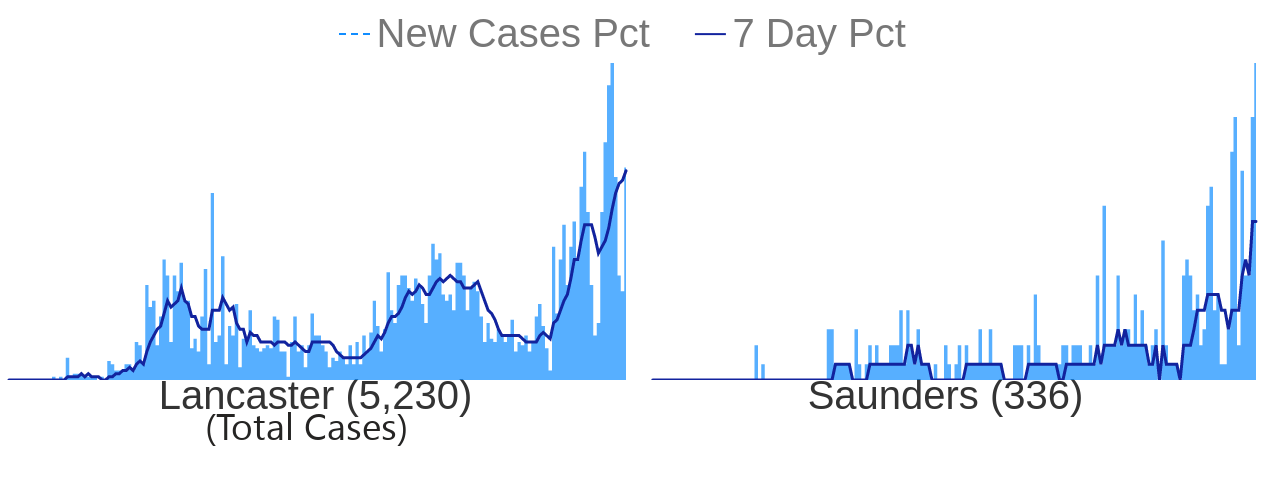 New Cases Pct 7 Day Pct
Lancaster (5,230) Saunders (336)
(Total Cases)